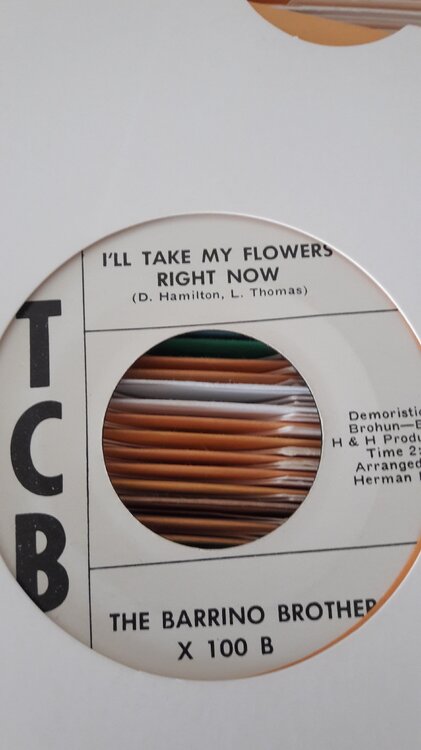 I'LL TAKE MY FLOWERS
RIGHT NOW
(D. Hamilton, L. Thomas)
TCB
Demoristic
Brohun—B
H & H Produ
Time 2:
Arranged
Herman
THE BARRINO BROTHER
X 100 B